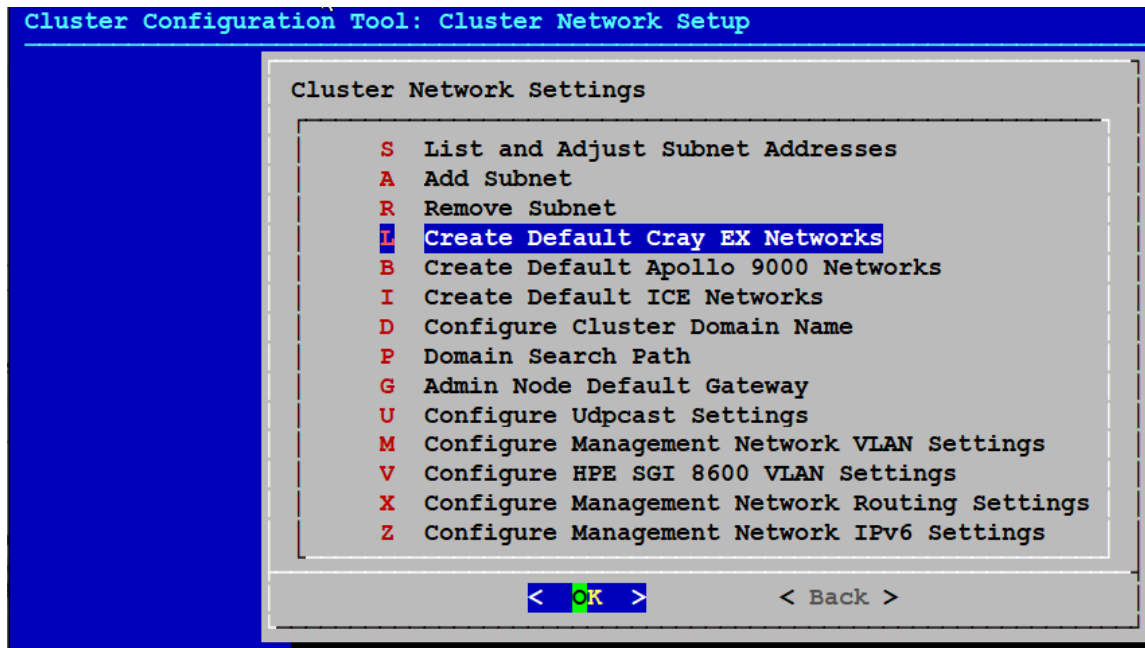 Cluster Configuration Tool: Cluster Network Setup
Cluster Network Settings
S List and Adjust Subnet Addresses
A Add Subnet
R Remove Subnet
L Create Default Cray EX Networks
B Create Default Apollo 9000 Networks
I Create Default ICE Networks
D Configure Cluster Domain Name
P Domain Search Path
G Admin Node Default Gateway
U Configure Udpcast Settings
M Configure Management Network VLAN Settings
V Configure HPE SGI 8600 VLAN Settings
X Configure Management Network Routing Settings
Z Configure Management Network IPv6 Settings
< OK > < Back >